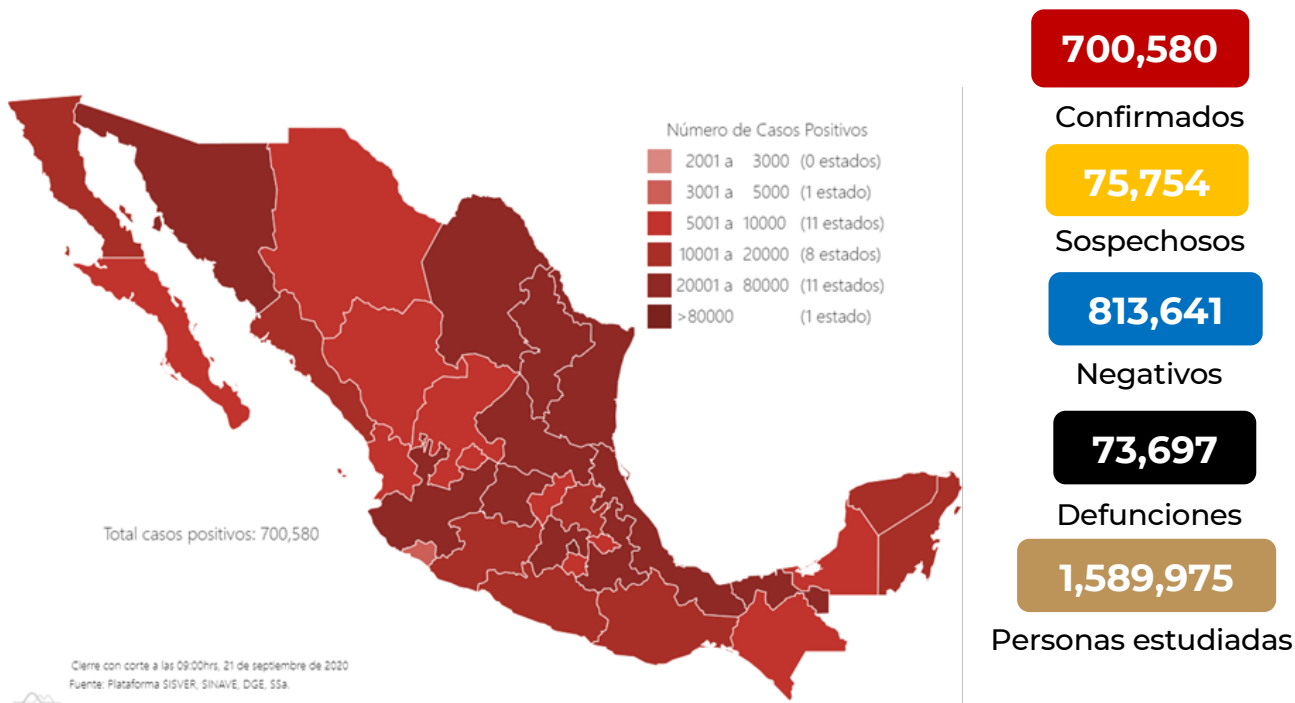 Número de Casos Positivos
2001 a 3000 (0 estados)
3001 a 5000 (1 estado)
5001 a 10000 (11 estados)
10001 a 20000 (8 estados)
20001 a 80000 (11 estados)
>80000 (1 estado)
Total casos positivos: 700,580
Cierre con corte a las 09:00hrs, 21 de septiembre de 2020
Fuente: Plataforma SISVER, SINAVE, DGE, SSa.
700,580
Confirmados
75,754
Sospechosos
813,641
Negativos
73,697
Defunciones
1,589,975
Personas estudiadas